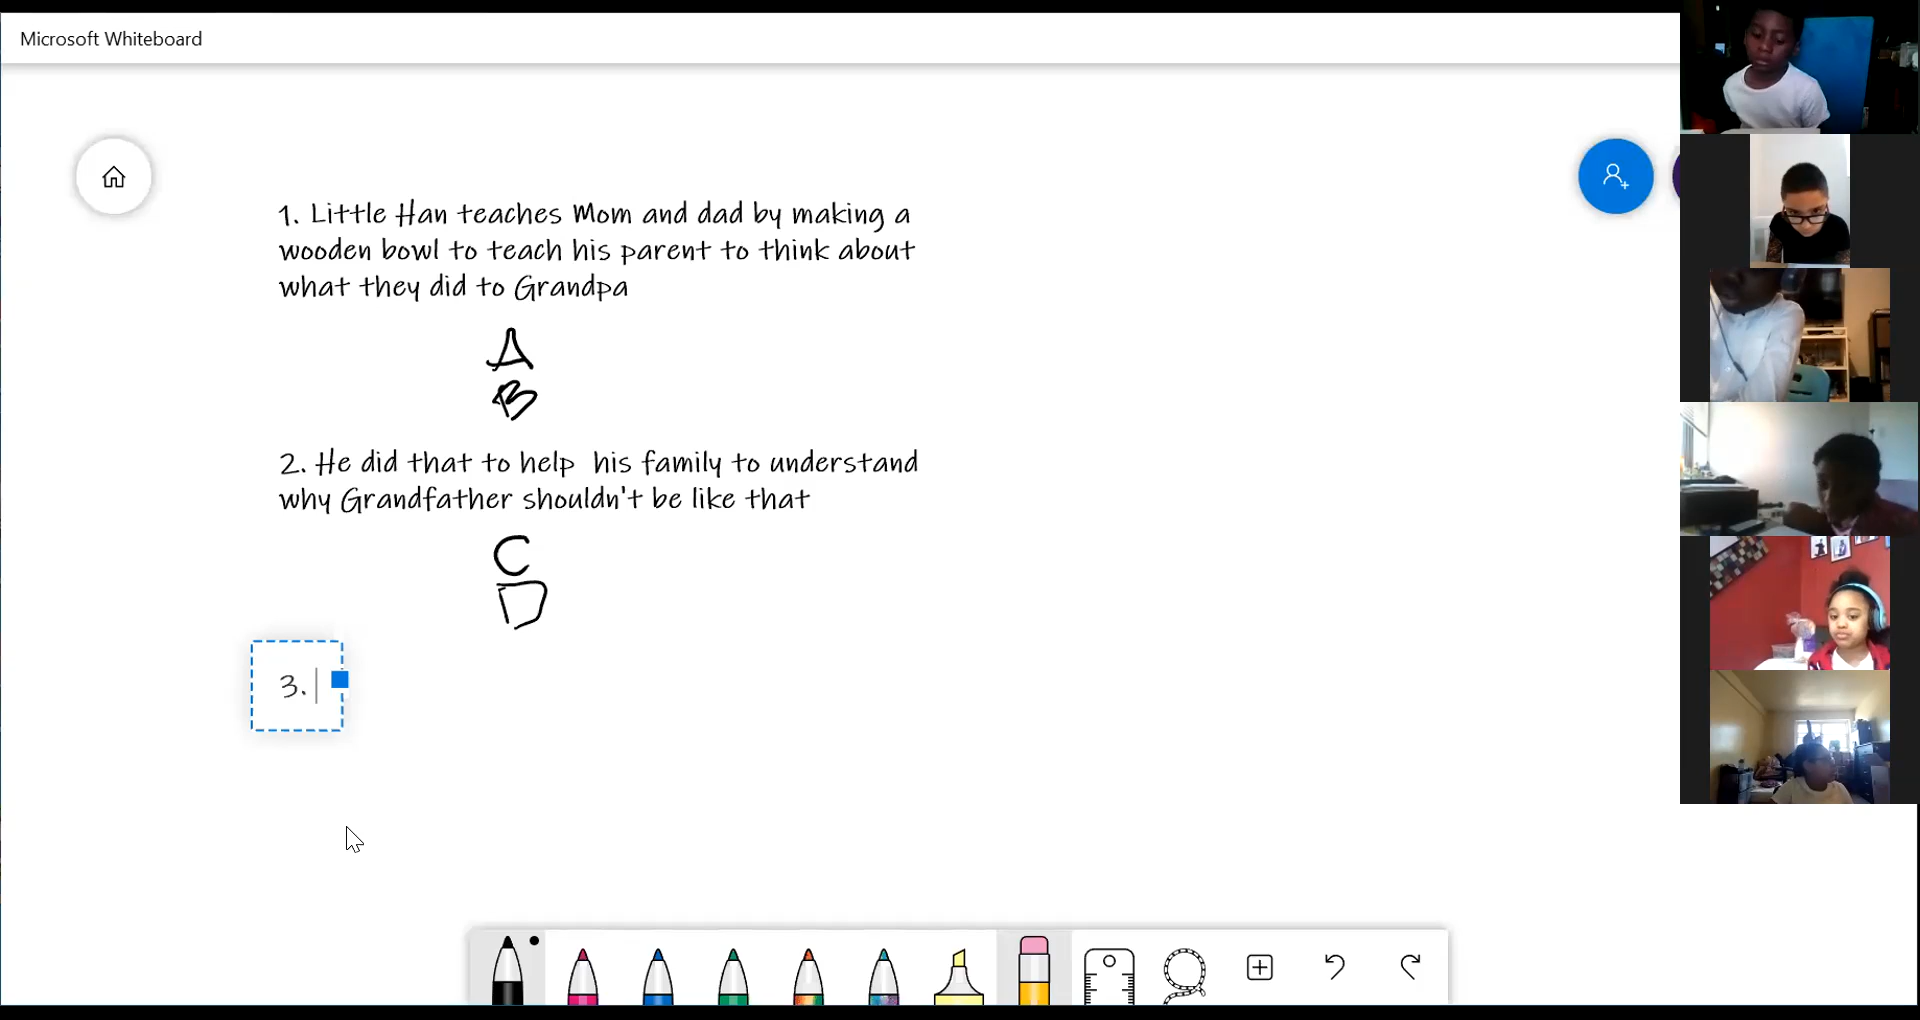 Microsoft Whiteboard
1. Little Han teaches Mom and dad by making a
wooden bowl to teach his parent to think about
what they did to Grandpa
A
B
2. He did that to help his family to understand
why Grandfather shouldn't be like that
C
D
3.